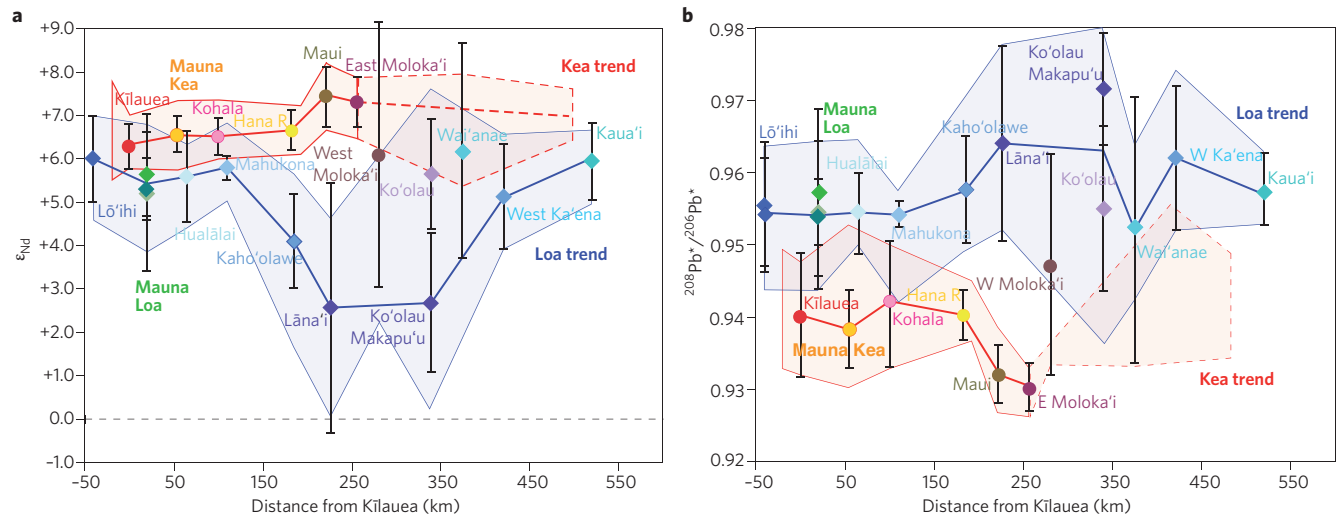 a
+9.0
+8.0
+7.0
+6.0
+5.0
+4.0
+3.0
+2.0
+1.0
0.0
–1.0
εNd
–50
50
150
250
350
450
550
Distance from Kīlauea (km)
Maui
East Moloka‘i
Kea trend
Mauna
Kea
Kīlauea
Kohala
Hana R
West
Moloka‘i
Wai‘anae
Kaua‘i
Mahukona
Ko‘olau
Lō‘ihi
Hualālai
Kaho‘olawe
West Ka‘ena
Loa trend
Mauna
Loa
Lāna‘i
Ko‘olau
Makapu‘u
b
0.98
0.97
0.96
0.95
0.94
0.93
0.92
208Pb*/206Pb*
–50
50
150
250
350
450
550
Distance from Kīlauea (km)
Ko‘olau
Makapu‘u
Loa trend
Mauna
Loa
Lō‘ihi
Kaho‘olawe
Hualālai
Lāna‘i
W Ka‘ena
Ko‘olau
Kaua‘i
Mahukona
Wai‘anae
W Moloka‘i
Kīlauea
Hana R
Kohala
Mauna Kea
Maui
Kea trend
E Moloka‘i